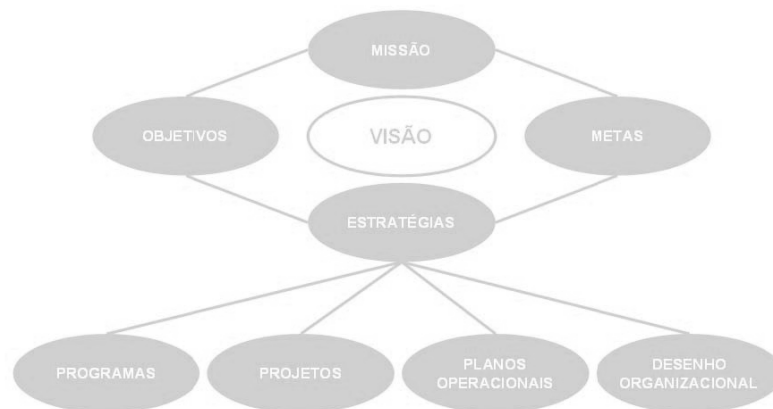 MISSÃO
OBJETIVOS
VISÃO
METAS
ESTRATÉGIAS
PROGRAMAS
PROJETOS
PLANOS
OPERACIONAIS
DESENHO
ORGANIZACIONAL